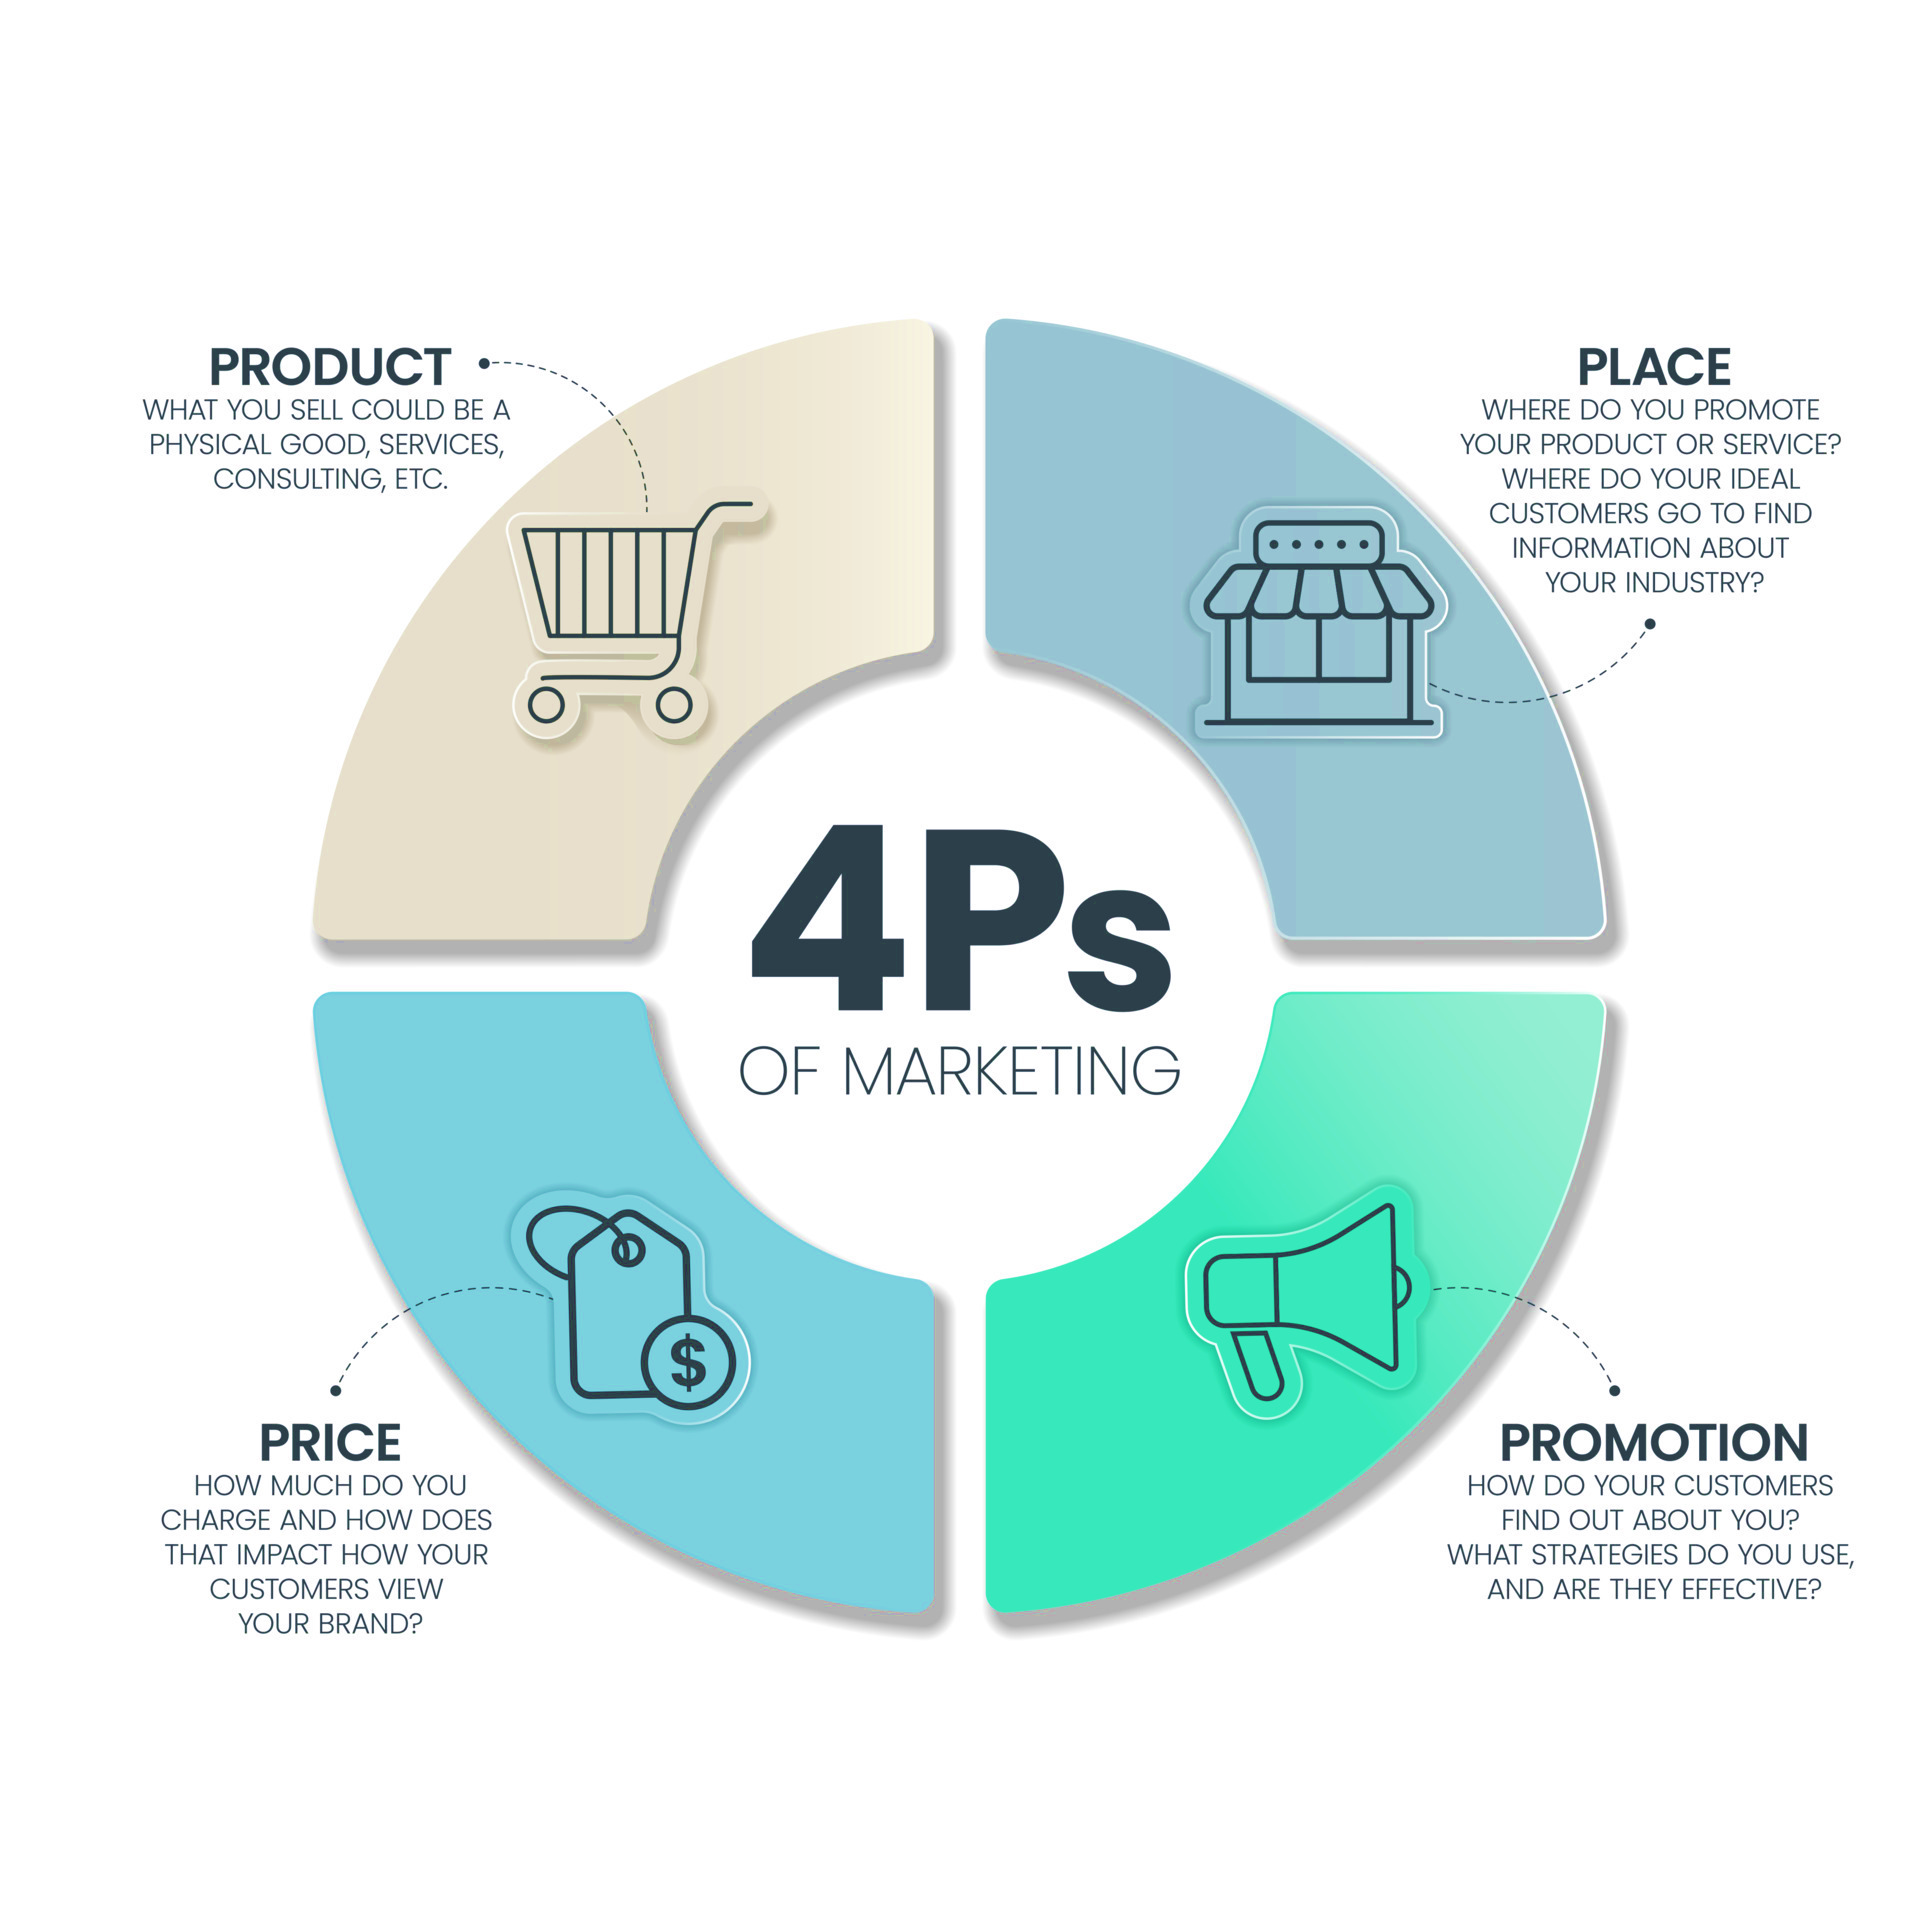 PRODUCT
WHAT YOU SELL COULD BE A
PHYSICAL GOOD, SERVICES,
CONSULTING, ETC.
PLACE
WHERE DO YOU PROMOTE
YOUR PRODUCT OR SERVICE?
WHERE DO YOUR IDEAL
CUSTOMERS GO TO FIND
INFORMATION ABOUT
YOUR INDUSTRY?
4Ps
OF MARKETING
$
PRICE
HOW MUCH DO YOU
CHARGE AND HOW DOES
THAT IMPACT HOW YOUR
CUSTOMERS VIEW
YOUR BRAND?
PROMOTION
HOW DO YOUR CUSTOMERS
FIND OUT ABOUT YOU?
WHAT STRATEGIES DO YOU USE,
AND ARE THEY EFFECTIVE?